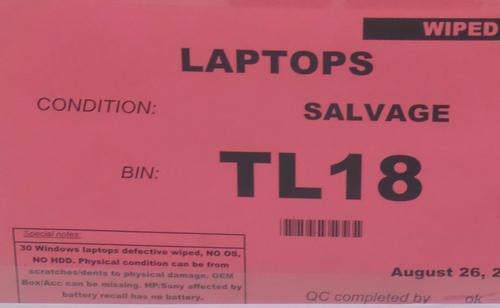 WIPED
LAPTOPS
CONDITION: SALVAGE
BIN: TL18
Special notes:
30 Windows laptops defective wiped, NO OS,
NO HDD. Physical condition can be from
scratches/dents to physical damage. OEM
Box/Acc can be missing. HP/Sony affected by
battery recall has no battery.
August 26, 2
QC completed by ok